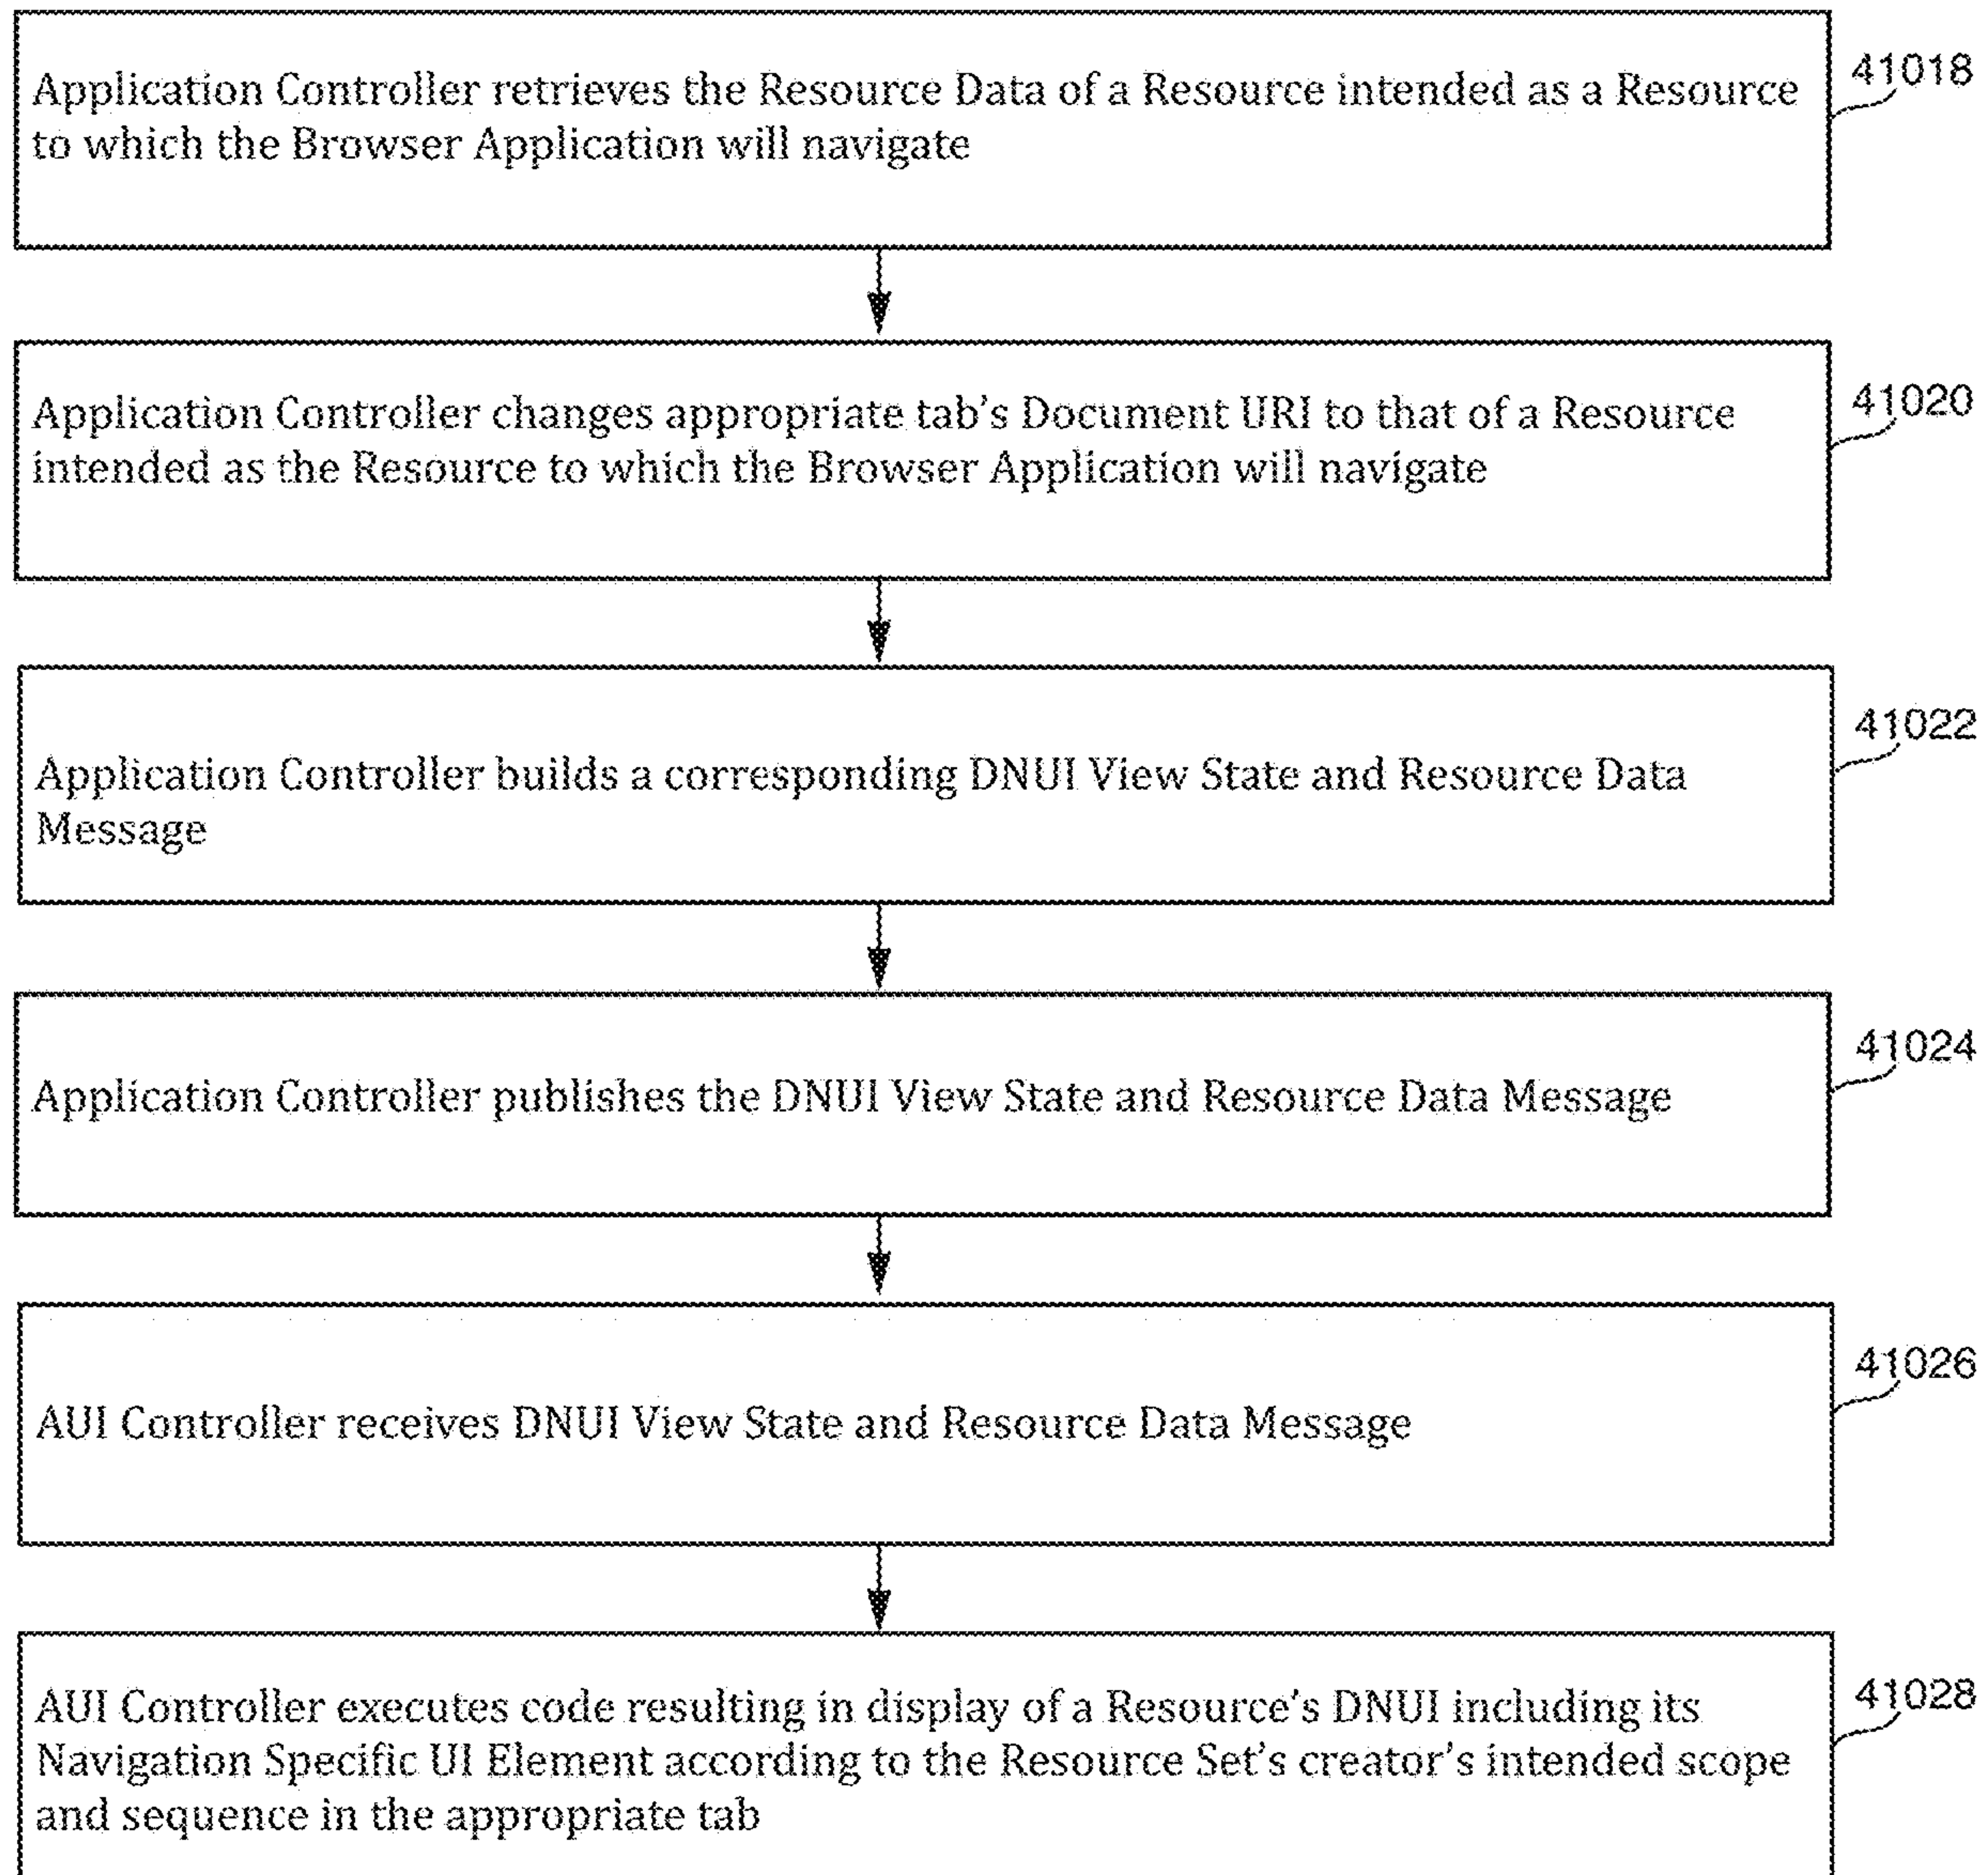 Application Controller retrieves the Resource Data of a Resource intended as a Resource
to which the Browser Application will navigate
41018
Application Controller changes appropriate tab's Document URI to that of a Resource
intended as the Resource to which the Browser Application will navigate
41020
Application Controller builds a corresponding DNUI View State and Resource Data
Message
41022
Application Controller publishes the DNUI View State and Resource Data Message
41024
AUI Controller receives DNUI View State and Resource Data Message
41026
AUI Controller executes code resulting in display of a Resource's DNUI including its
Navigation Specific UI Element according to the Resource Set's creator's intended scope
and sequence in the appropriate tab
41028